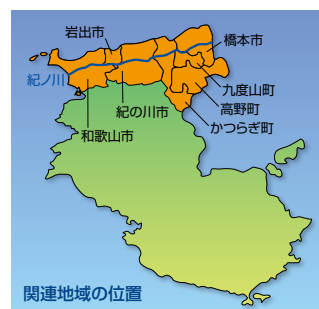 岩出市
橋本市
紀ノ川
九度山町
高野町
紀の川市
かつらぎ町
和歌山市
関連地域の位置